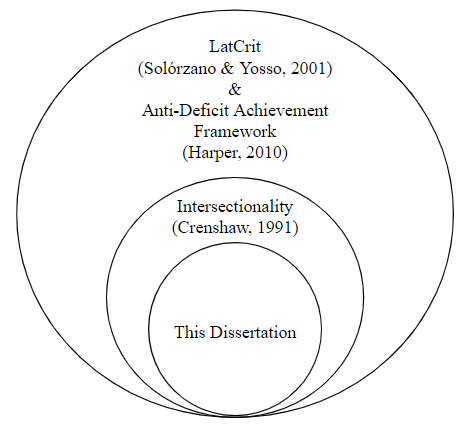 LatCrit
(Solórzano & Yosso, 2001)
&
Anti-Deficit Achievement
Framework
(Harper, 2010)
Intersectionality
(Crenshaw, 1991)
This Dissertation